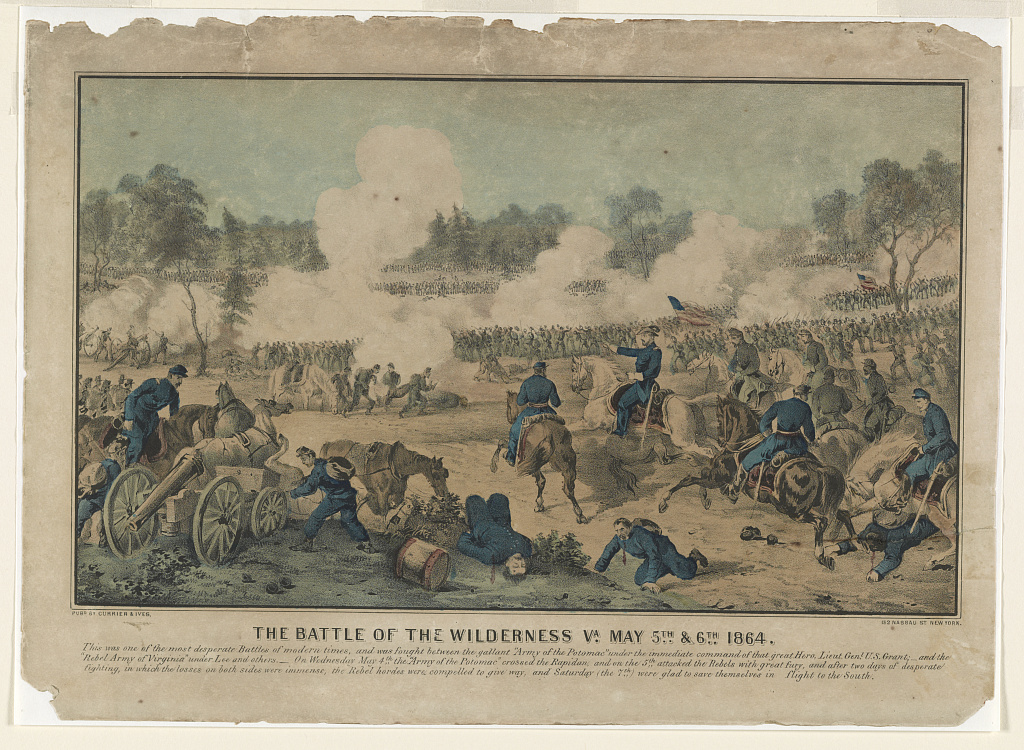 PUBD. BY CURRIER & IVES,
152 NASSAU ST. NEW YORK.
THE BATTLE OF THE WILDERNESS VA. MAY 5TH & 6TH 1864.
This was one of the most desperate Battles of modern times, and was fought between the gallant "Army of the Potomac" under the immediate command of that great Hero, Lieut. Genl. U.S. Grant; _ and the
"Rebel Army of Virginia" under Lee and others. _ On Wednesday May 4th the "Army of the Potomac" crossed the Rapidan; and on the 5th attacked the Rebels with great fury, and after two days of desperate
fighting, in which the losses on both sides were immense, the Rebel hordes were compelled to give way, and Saturday (the 7th) were glad to save themselves in flight to the South.